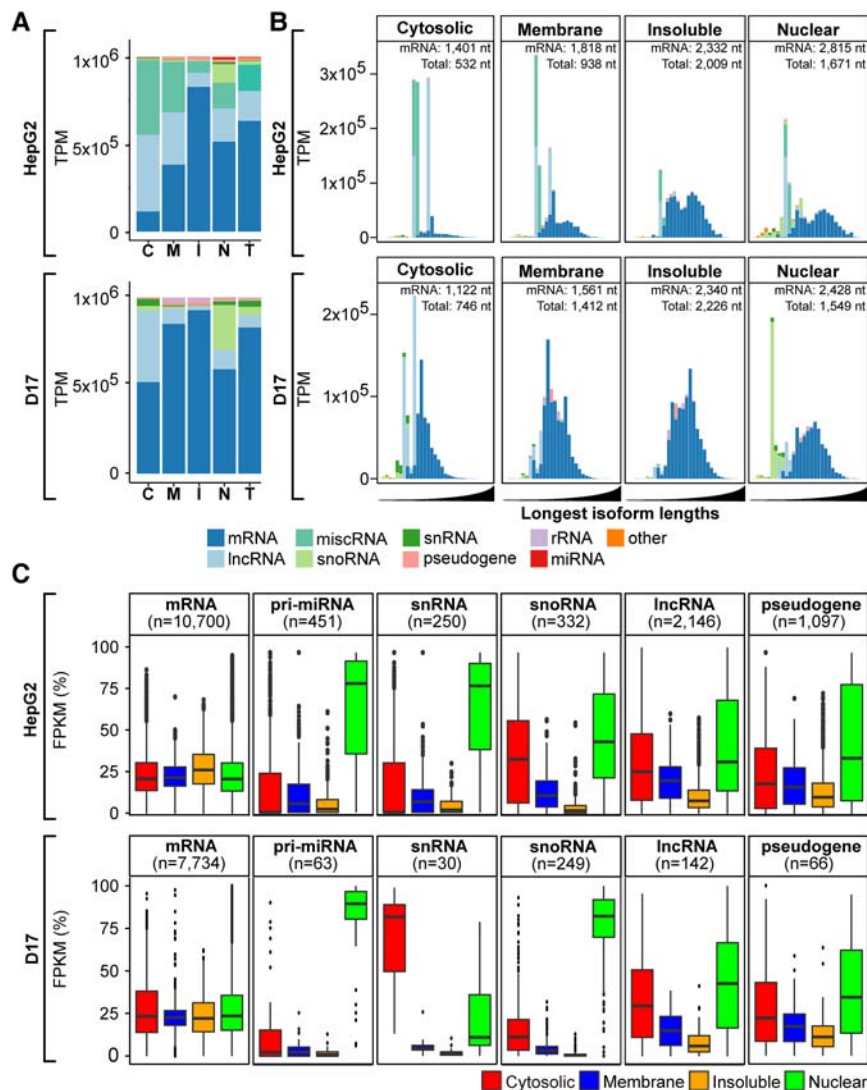 A
HepG2
TPM
1x10⁶
5x10⁵
0
C M I N T
D17
TPM
1x10⁶
5x10⁵
0
C M I N T
B
HepG2
TPM
3x10⁵
2x10⁵
1x10⁵
0
Cytosolic Membrane Insoluble Nuclear
mRNA: 1,401 nt mRNA: 1,818 nt mRNA: 2,332 nt mRNA: 2,815 nt
Total: 532 nt Total: 938 nt Total: 2,009 nt Total: 1,671 nt
D17
TPM
2x10⁵
1x10⁵
0
Cytosolic Membrane Insoluble Nuclear
mRNA: 1,122 nt mRNA: 1,561 nt mRNA: 2,340 nt mRNA: 2,428 nt
Total: 746 nt Total: 1,412 nt Total: 2,226 nt Total: 1,549 nt
Longest isoform lengths
mRNA miscRNA snRNA rRNA other
lncRNA snoRNA pseudogene miRNA
C
HepG2
FPKM (%)
mRNA pri-miRNA snRNA snoRNA lncRNA pseudogene
(n=10,700) (n=451) (n=250) (n=332) (n=2,146) (n=1,097)
100
75
50
25
0
D17
FPKM (%)
mRNA pri-miRNA snRNA snoRNA lncRNA pseudogene
(n=7,734) (n=63) (n=30) (n=249) (n=142) (n=66)
100
75
50
25
0
Cytosolic Membrane Insoluble Nuclear